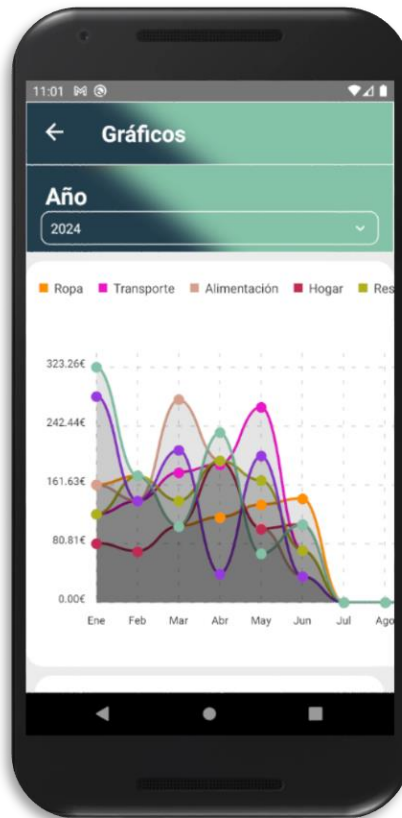 11:01
Gráficos
Año
2024
Ropa Transporte Alimentación Hogar Res
323.26€
242.44€
161.63€
80.81€
0.00€
Ene Feb Mar Abr May Jun Jul Ago